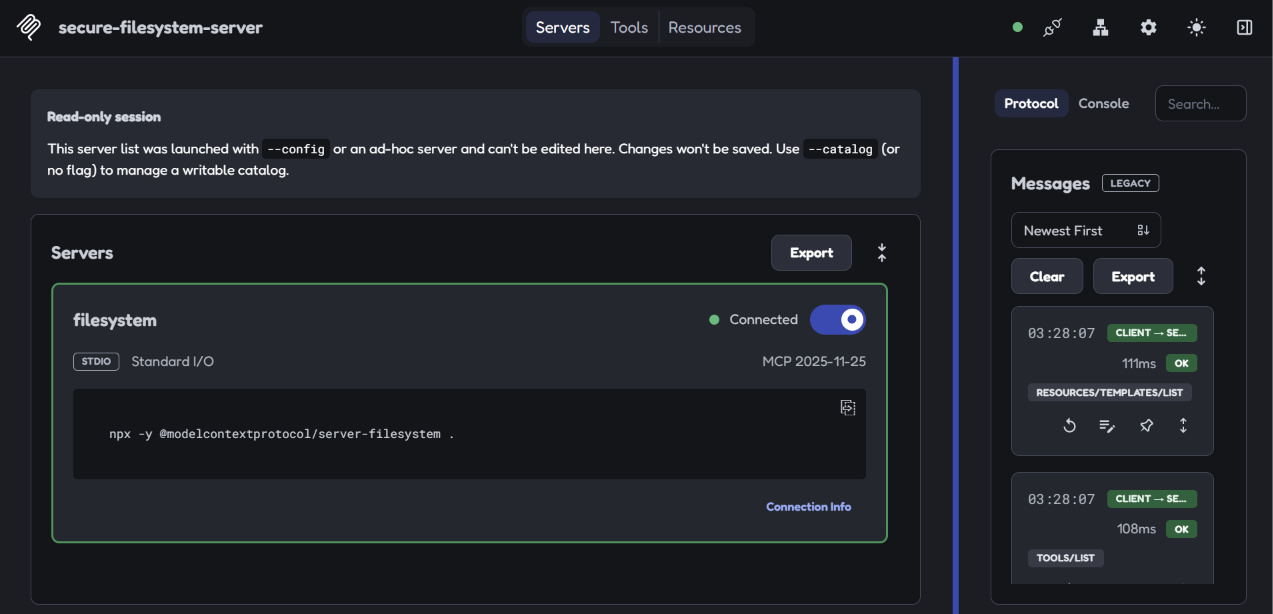 secure-filesystem-server
Servers
Tools
Resources
Read-only session
This server list was launched with --config or an ad-hoc server and can't be edited here. Changes won't be saved. Use --catalog (or
no flag) to manage a writable catalog.
Servers
Export
filesystem
Connected
STDIO
Standard I/O
MCP 2025-11-25
npx -y @modelcontextprotocol/server-filesystem .
Connection Info
Protocol
Console
Search...
Messages
LEGACY
Newest First
Clear
Export
03:28:07
CLIENT → SE...
111ms
OK
RESOURCES/TEMPLATES/LIST
03:28:07
CLIENT → SE...
108ms
OK
TOOLS/LIST